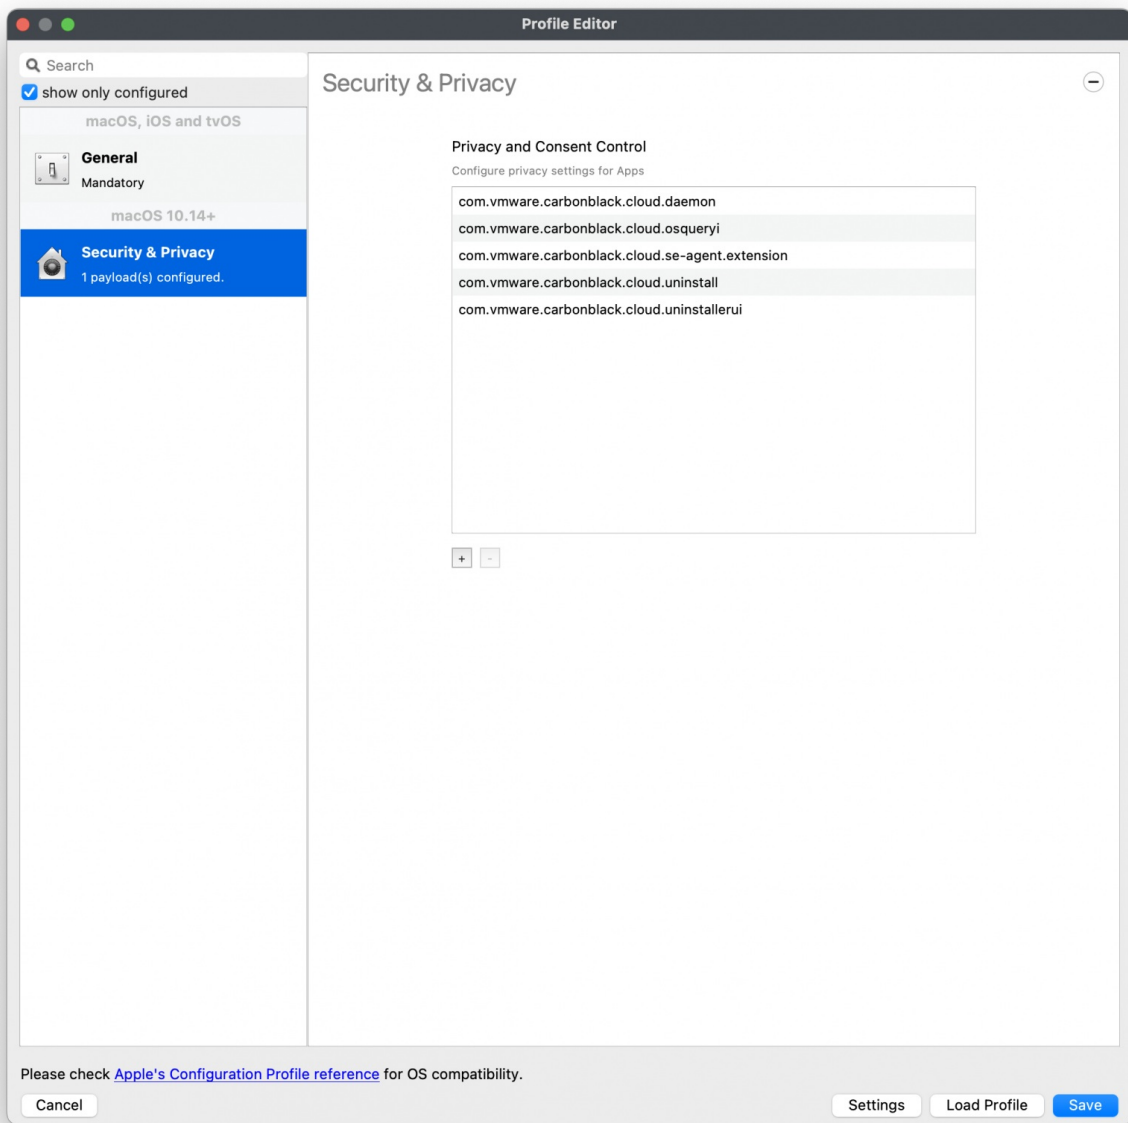 Profile Editor
Search
show only configured
macOS, iOS and tvOS
General
Mandatory
macOS 10.14+
Security & Privacy
1 payload(s) configured.
Security & Privacy
Privacy and Consent Control
Configure privacy settings for Apps
com.vmware.carbonblack.cloud.daemon
com.vmware.carbonblack.cloud.osqueryi
com.vmware.carbonblack.cloud.se-agent.extension
com.vmware.carbonblack.cloud.uninstall
com.vmware.carbonblack.cloud.uninstallerui
+ -
Please check Apple's Configuration Profile reference for OS compatibility.
Cancel Settings Load Profile Save